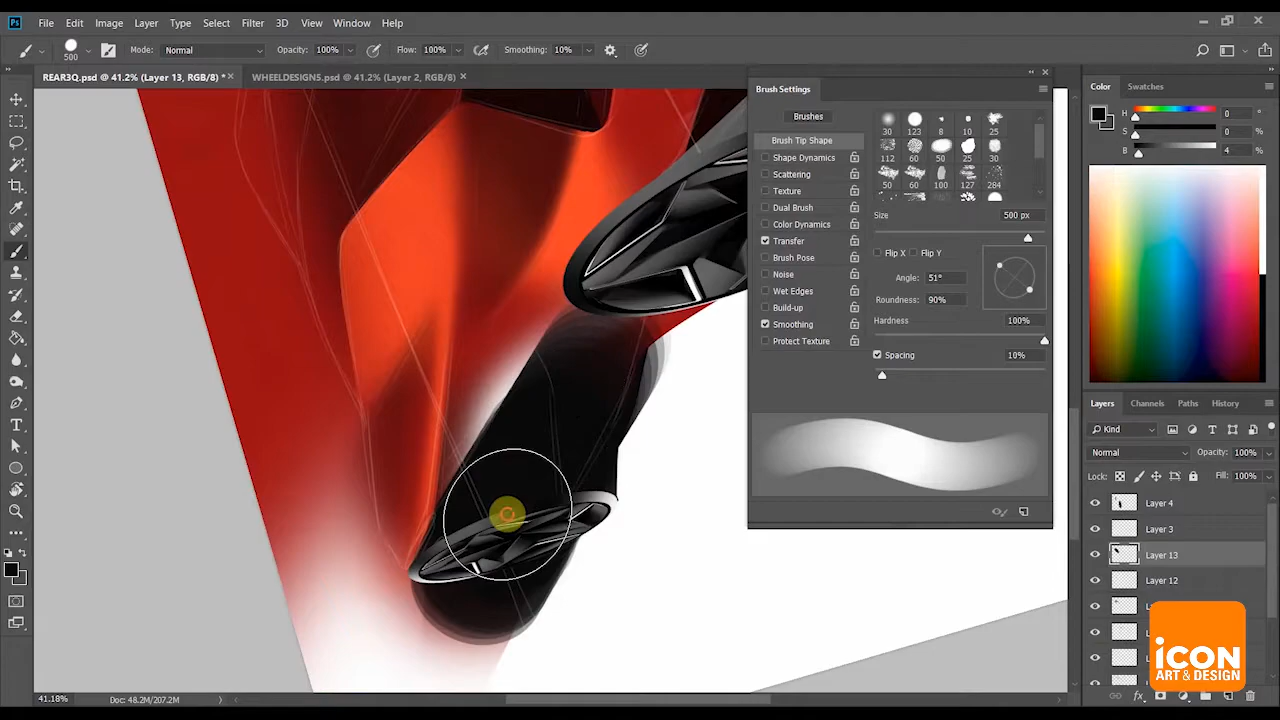 Ps File Edit Image Layer Type Select Filter 3D View Window Help
500 Mode: Normal Opacity: 100% Flow: 100% Smoothing: 10%
REAR3Q.psd @ 41.2% (Layer 13, RGB/8) * × WHEELDESIGN5.psd @ 41.2% (Layer 2, RGB/8) ×
Brush Settings
Brushes
Brush Tip Shape
Shape Dynamics
Scattering
Texture
Dual Brush
Color Dynamics
Transfer
Brush Pose
Noise
Wet Edges
Build-up
Smoothing
Protect Texture
30 123 8 10 25
112 60 50 25 30
50 60 100 127 284
Size 500 px
Flip X Flip Y
Angle: 51°
Roundness: 90%
Hardness 100%
Spacing 10%
Color Swatches
H 0 °
S 0 %
B 4 %
Layers Channels Paths History
Kind
Normal Opacity: 100%
Lock: Fill: 100%
Layer 4
Layer 3
Layer 13
Layer 12
41.18% Doc: 48.2M/207.2M
iCON
ART & DESIGN